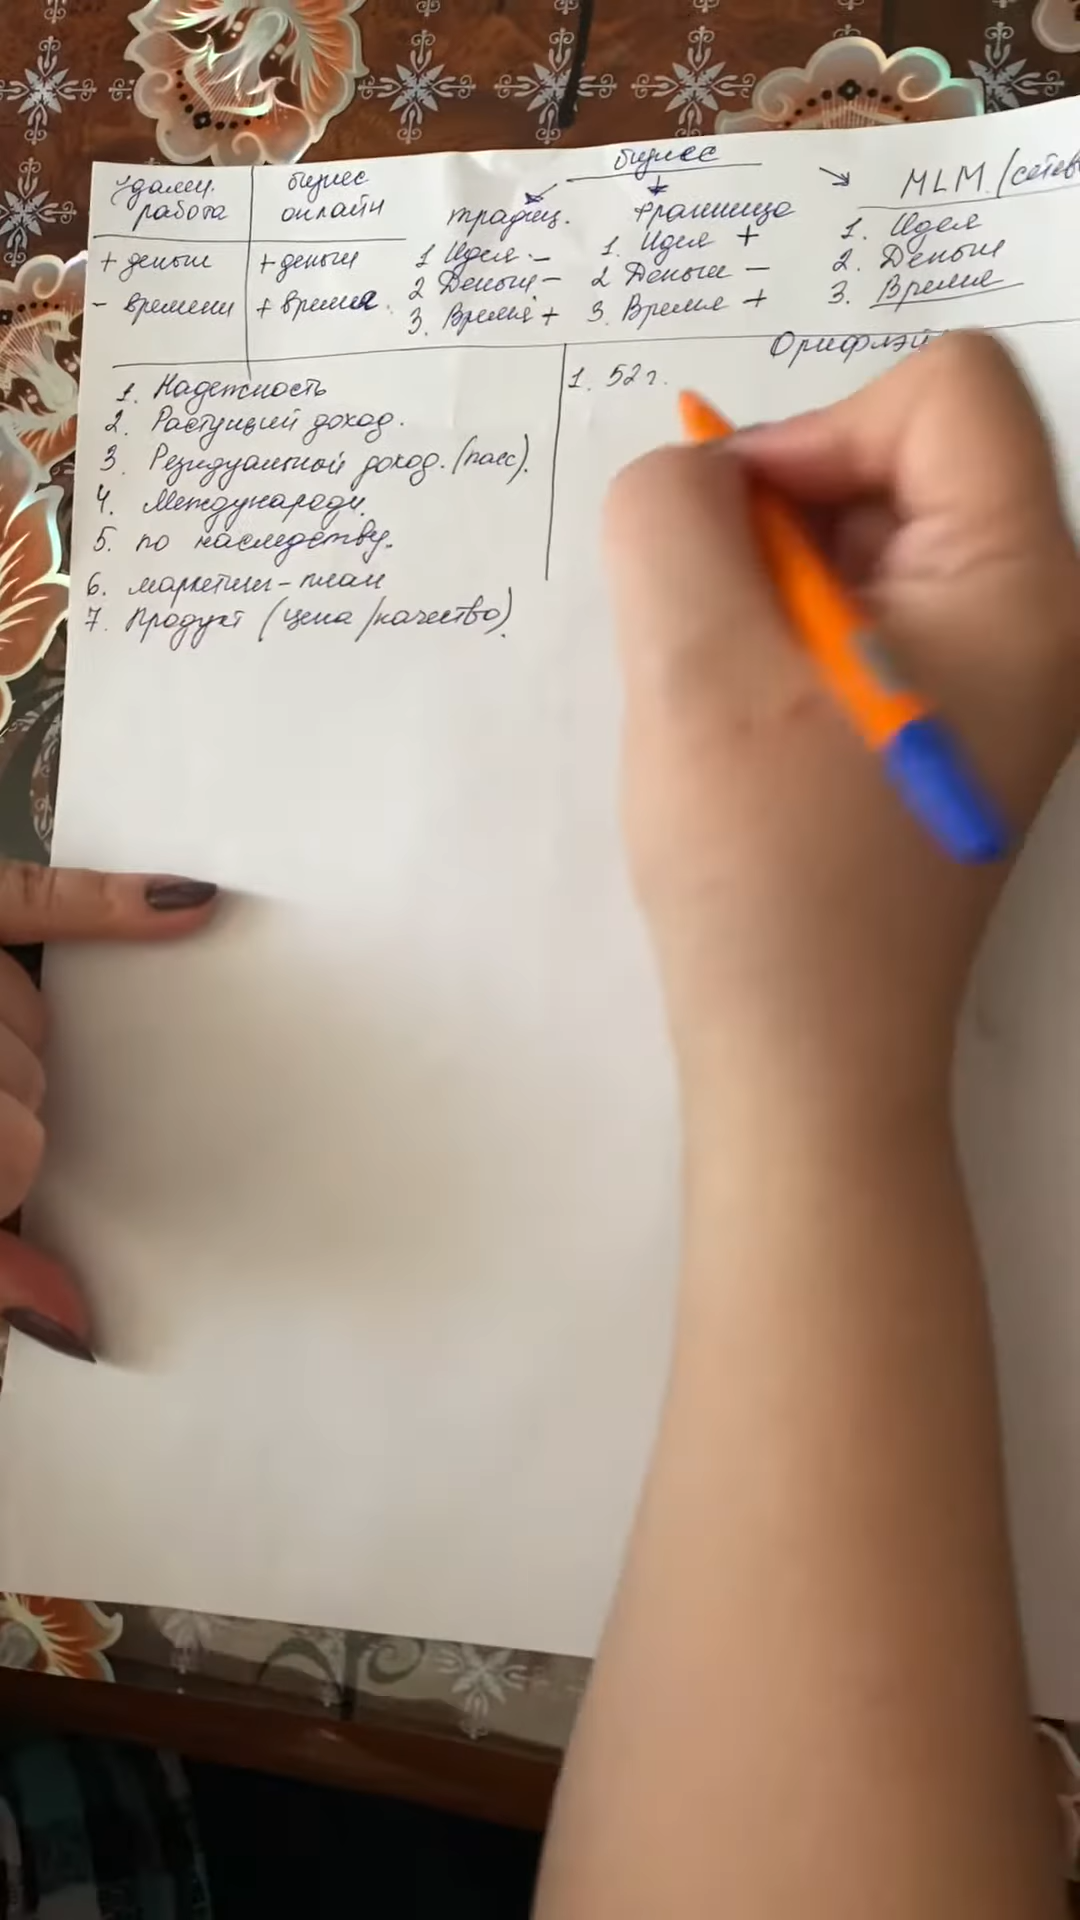 бизнес
удален. работа
бизнес онлайн
+ деньги
+ деньги
- времени
+ время.
традиц.
1 Идея -
2 Деньги -
3. Время +
франшиза
1. Идея +
2 Деньги -
3. Время +
MLM / (сетев
1. Идея
2. Деньги
3. Время
1. Надежность
2. Растущий доход.
3. Резидуальный доход. (пасс).
4. Международн.
5. по наследству.
6. маркетинг-план
7. Продукт (цена / качество).
Орифлэй
1. 52 г.